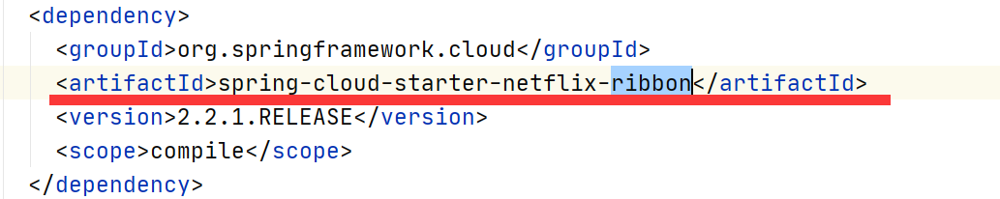 <dependency>
<groupId>org.springframework.cloud</groupId>
<artifactId>spring-cloud-starter-netflix-ribbon</artifactId>
<version>2.2.1.RELEASE</version>
<scope>compile</scope>
</dependency>